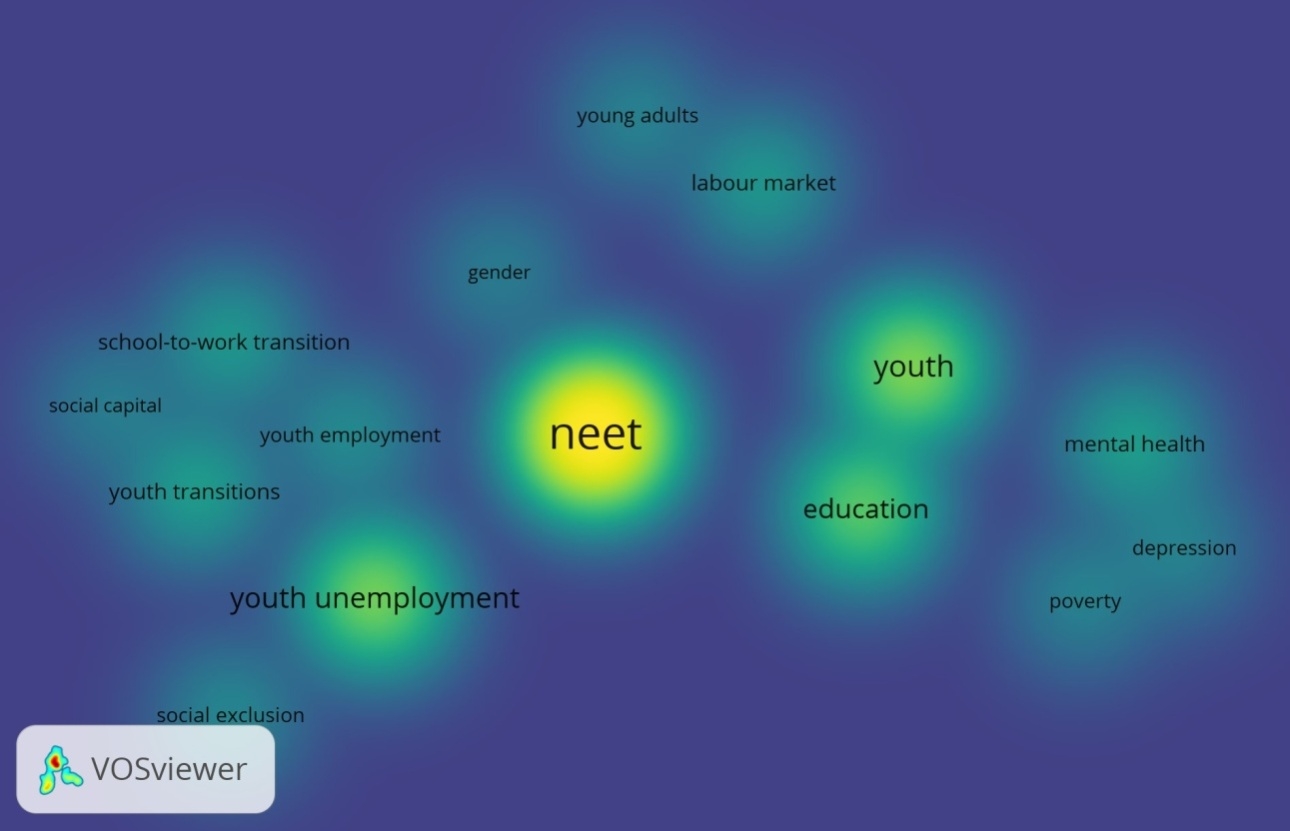 young adults
labour market
gender
school-to-work transition
youth
social capital
youth employment
neet
mental health
youth transitions
education
depression
youth unemployment
poverty
social exclusion
VOSviewer